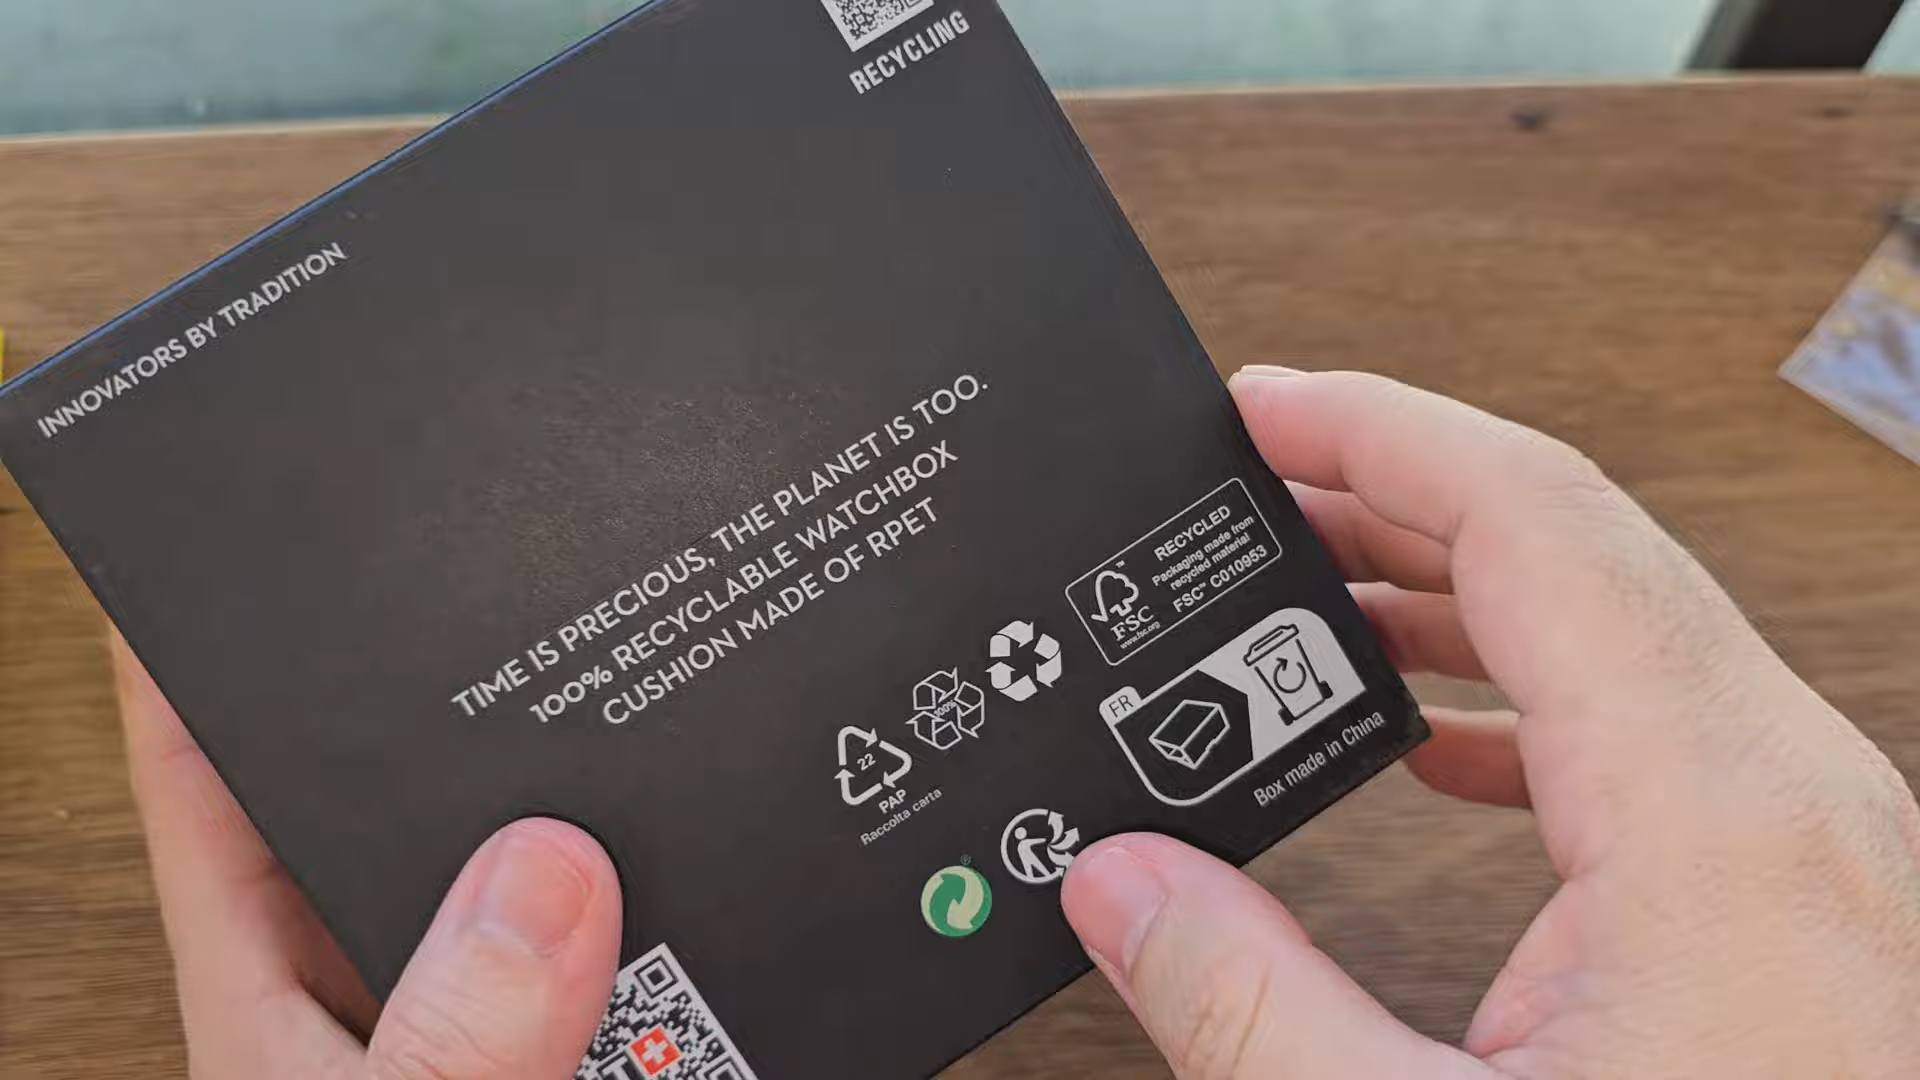 RECYCLING
INNOVATORS BY TRADITION
TIME IS PRECIOUS, THE PLANET IS TOO.
100% RECYCLABLE WATCHBOX
CUSHION MADE OF RPET
FSC
www.fsc.org
RECYCLED
Packaging made from
recycled material
FSC™ C010953
100%
22
PAP
Raccolta carta
FR
Box made in China
T